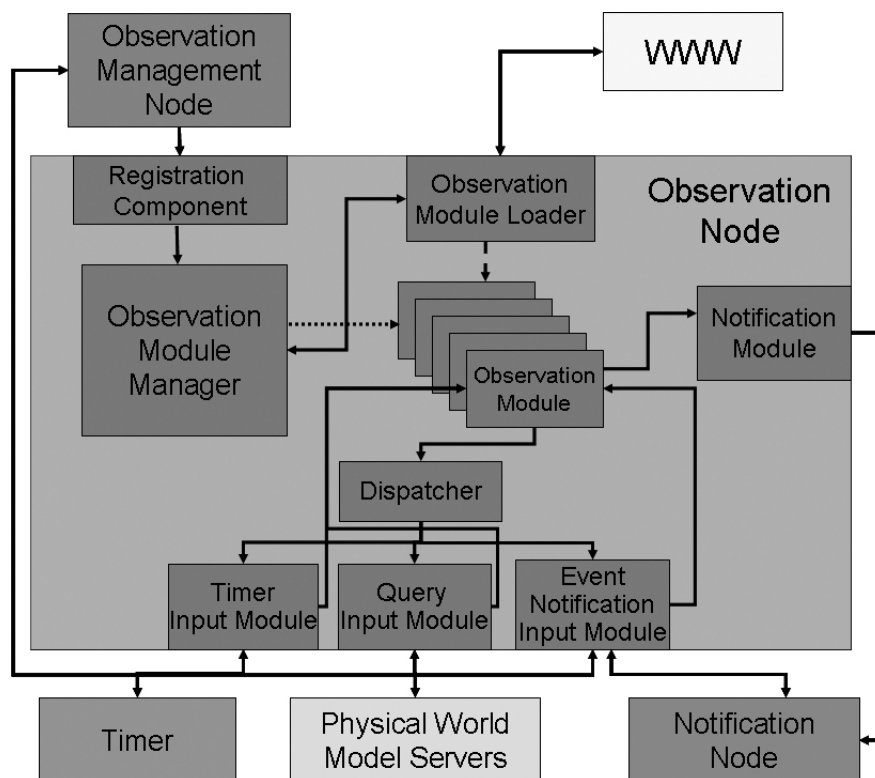 Observation
Management
Node
WWW
Registration
Component
Observation
Module Loader
Observation
Node
Observation
Module
Manager
Notification
Module
Observation
Module
Dispatcher
Timer
Input Module
Query
Input Module
Event
Notification
Input Module
Timer
Physical World
Model Servers
Notification
Node